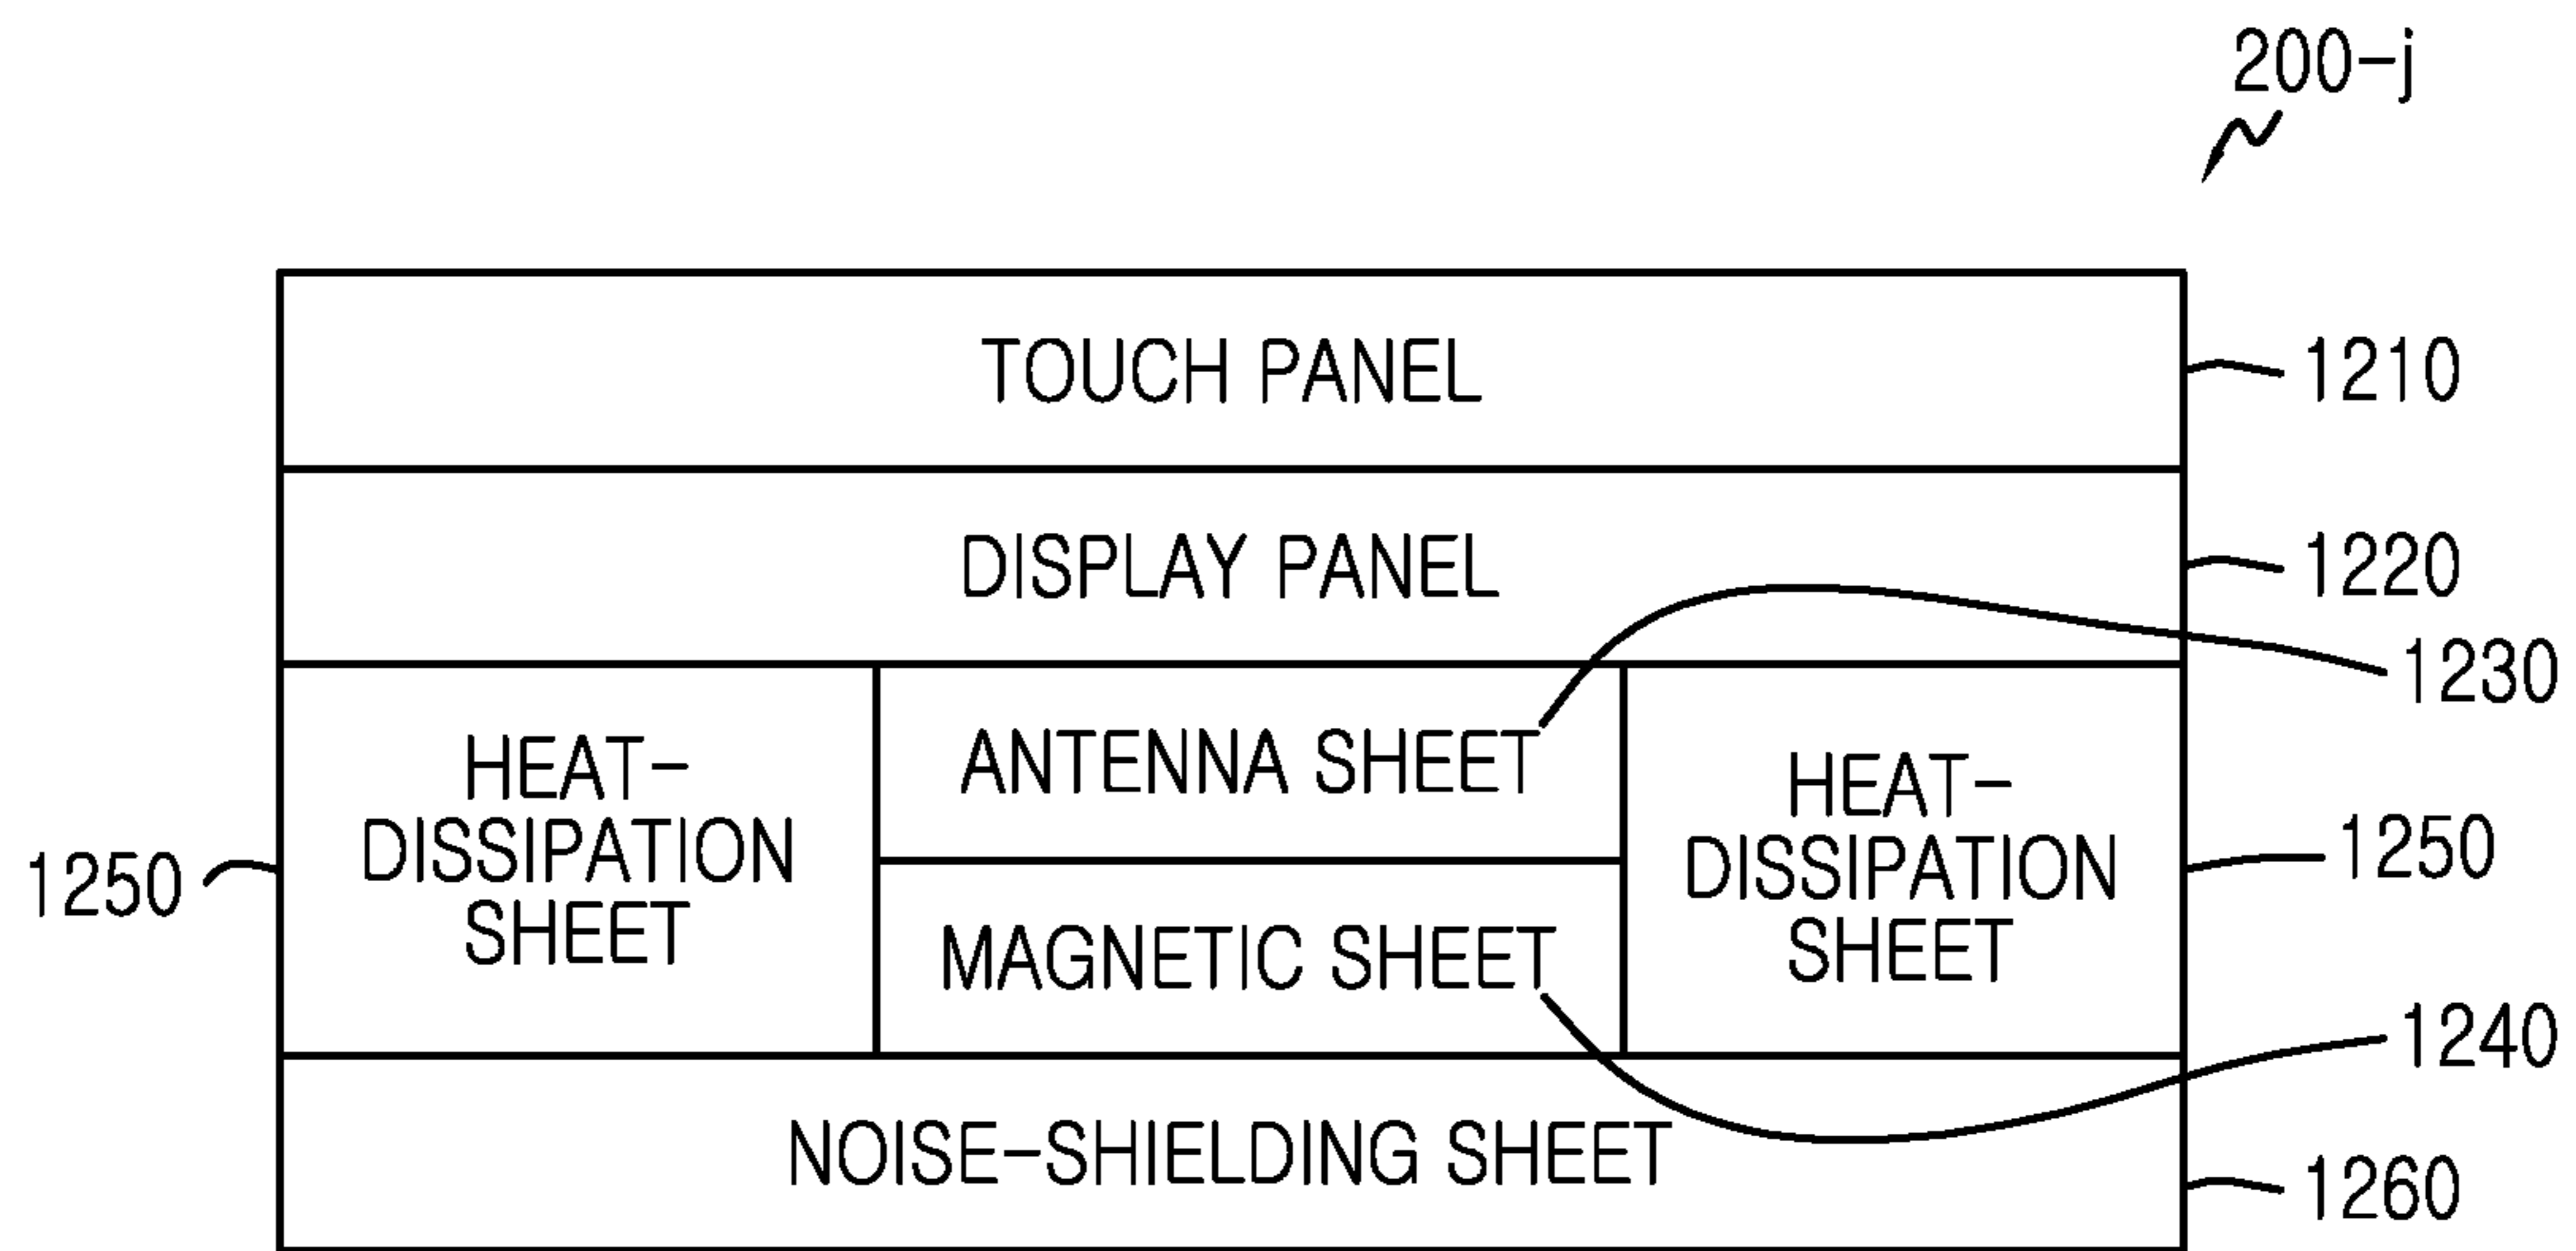 200-j
TOUCH PANEL
1210
DISPLAY PANEL
1220
1230
HEAT-
DISSIPATION
SHEET
1250
ANTENNA SHEET
MAGNETIC SHEET
HEAT-
DISSIPATION
SHEET
1250
1240
NOISE-SHIELDING SHEET
1260